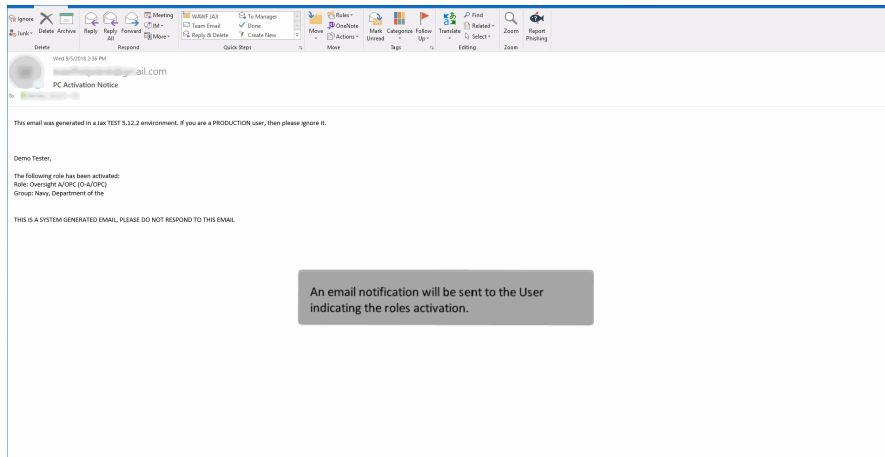 Ignore
Junk
Delete
Archive
Reply
Reply All
Forward
Meeting
IM
More
WAWF JAX
Team Email
Reply & Delete
To Manager
Done
Create New
Move
Rules
OneNote
Actions
Mark Unread
Categorize
Follow Up
Translate
Find
Related
Select
Zoom
Report Phishing
Delete
Respond
Quick Steps
Move
Tags
Editing
Zoom
Wed 9/5/2018 2:36 PM
ail.com
PC Activation Notice
To
This email was generated in a Jax TEST 5.12.2 environment. If you are a PRODUCTION user, then please ignore it.
Demo Tester,
The following role has been activated:
Role: Oversight A/OPC (O-A/OPC)
Group: Navy, Department of the
THIS IS A SYSTEM GENERATED EMAIL, PLEASE DO NOT RESPOND TO THIS EMAIL
An email notification will be sent to the User
indicating the roles activation.